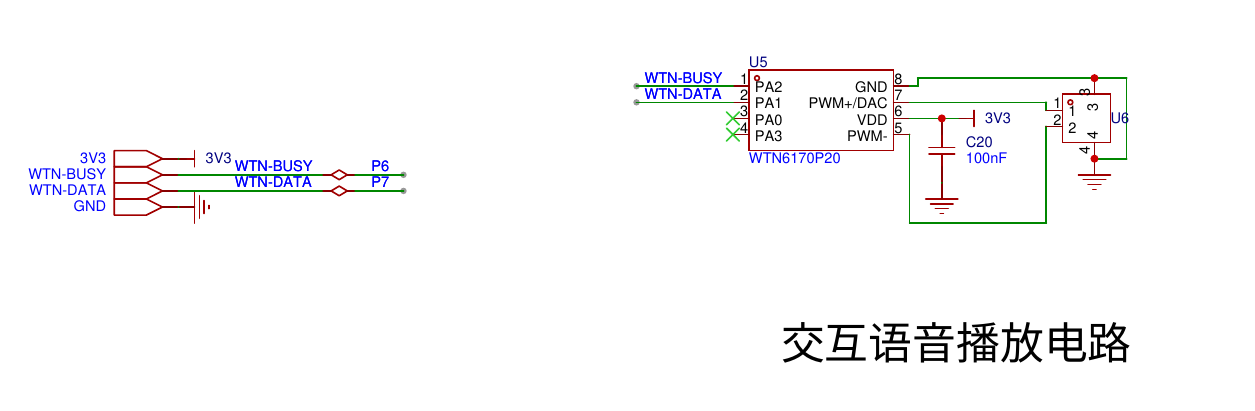 3V3
WTN-BUSY
WTN-DATA
GND
3V3
WTN-BUSY
WTN-DATA
P6
P7
WTN-BUSY
WTN-DATA
U5
1
2
3
4
PA2
PA1
PA0
PA3
GND
PWM+/DAC
VDD
PWM-
8
7
6
5
WTN6170P20
3V3
C20
100nF
1
2
1
2
3
3
4
4
U6
交互语音播放电路